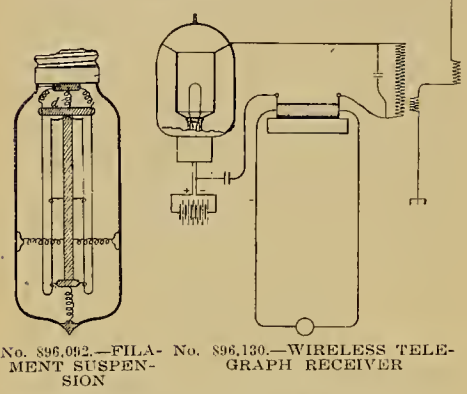 No. 896,092.—FILA-
MENT SUSPEN-
SION
No. 896,130.—WIRELESS TELE-
GRAPH RECEIVER
d
+ -